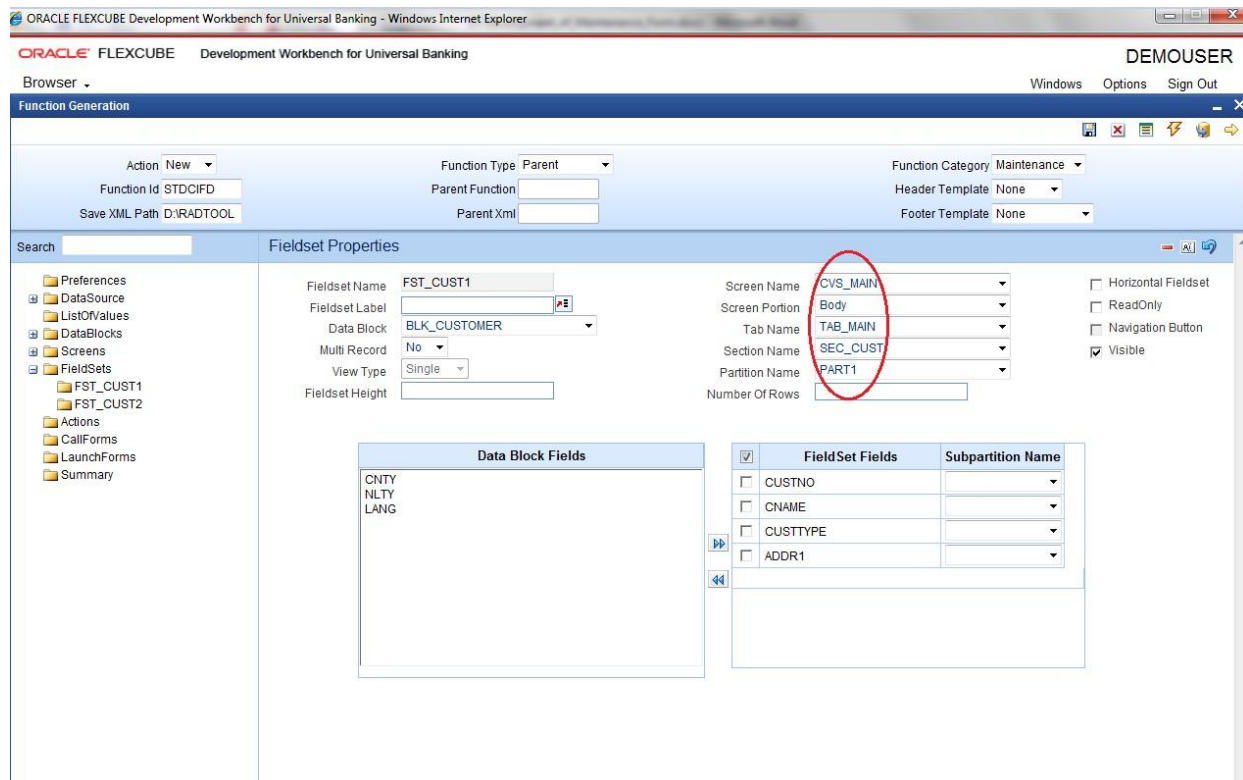 ORACLE FLEXCUBE Development Workbench for Universal Banking - Windows Internet Explorer
ORACLE FLEXCUBE Development Workbench for Universal Banking DEMOUSER
Browser Windows Options Sign Out
Function Generation
Action New Function Type Parent Function Category Maintenance
Function Id STDCIFD Parent Function Header Template None
Save XML Path D:\RADTOOL Parent Xml Footer Template None
Search
Preferences
DataSource
ListOfValues
DataBlocks
Screens
FieldSets
FST_CUST1
FST_CUST2
Actions
CallForms
LaunchForms
Summary
Fieldset Properties
Fieldset Name FST_CUST1 Screen Name CVS_MAIN Horizontal Fieldset
Fieldset Label Screen Portion Body ReadOnly
Data Block BLK_CUSTOMER Tab Name TAB_MAIN Navigation Button
Multi Record No Section Name SEC_CUST Visible
View Type Single Partition Name PART1
Fieldset Height Number Of Rows
Data Block Fields
CNTY
NLTY
LANG
FieldSet Fields Subpartition Name
CUSTNO
CNAME
CUSTTYPE
ADDR1